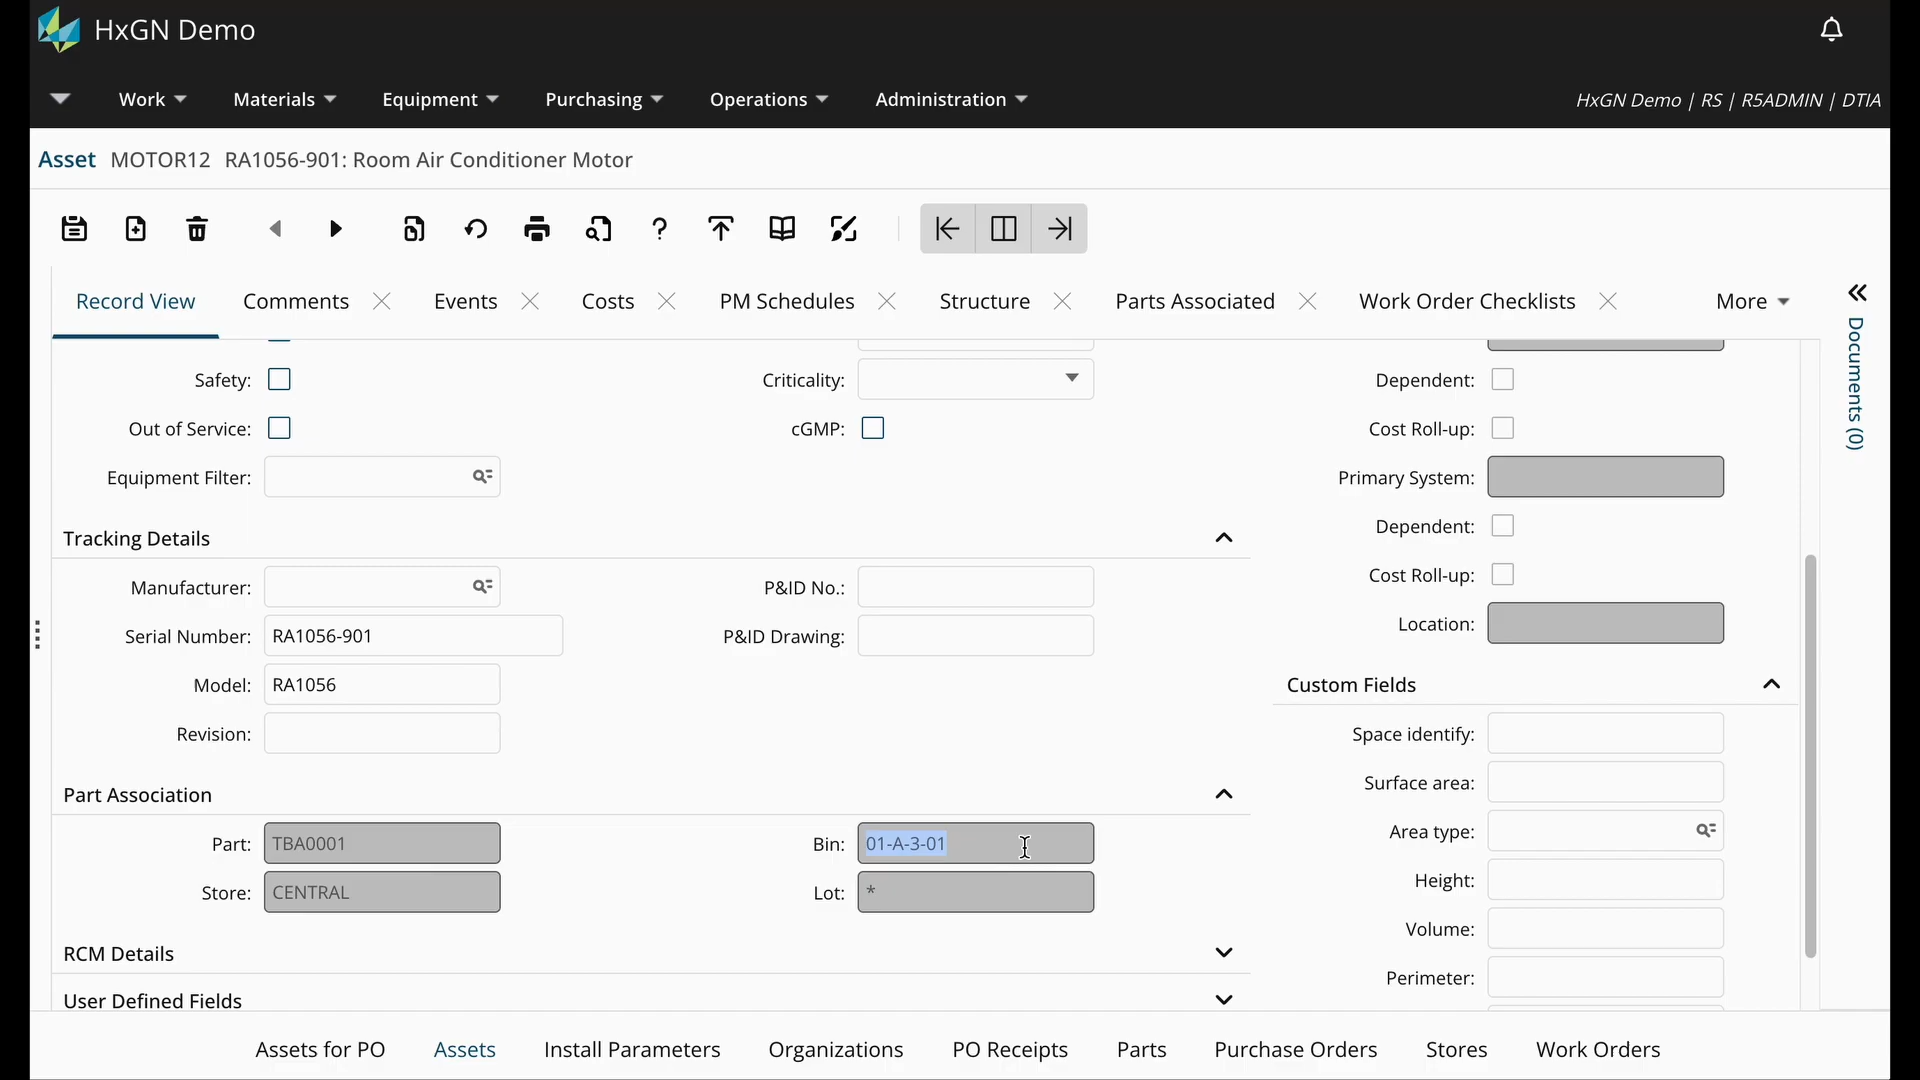 HxGN Demo
Work Materials Equipment Purchasing Operations Administration HxGN Demo | RS | R5ADMIN | DTIA
Asset MOTOR12 RA1056-901: Room Air Conditioner Motor
Record View Comments Events Costs PM Schedules Structure Parts Associated Work Order Checklists More
Documents (0)
Safety: Criticality: Dependent:
Out of Service: cGMP: Cost Roll-up:
Equipment Filter: Primary System:
Dependent:
Tracking Details
Cost Roll-up:
Manufacturer: P&ID No.:
Location:
Serial Number: RA1056-901 P&ID Drawing:
Model: RA1056 Custom Fields
Revision: Space identify:
Surface area:
Part Association
Area type:
Part: TBA0001 Bin: 01-A-3-01
Height:
Store: CENTRAL Lot: *
Volume:
RCM Details
Perimeter:
User Defined Fields
Assets for PO Assets Install Parameters Organizations PO Receipts Parts Purchase Orders Stores Work Orders